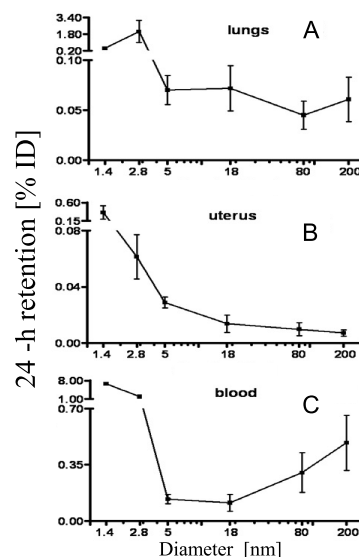 3.40
1.80
0.20
0.10
0.05
0.00
lungs A
1.4 2.8 5 18 80 200
0.60
0.15
0.08
0.04
0.00
uterus B
1.4 2.8 5 18 80 200
8.00
1.00
0.70
0.35
0.00
blood C
1.4 2.8 5 18 80 200
24 -h retention [% ID]
Diameter [nm]